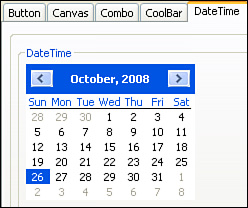 Button Canvas Combo CoolBar DateTime
DateTime
October, 2008
Sun Mon Tue Wed Thu Fri Sat
28 29 30 1 2 3 4
5 6 7 8 9 10 11
12 13 14 15 16 17 18
19 20 21 22 23 24 25
26 27 28 29 30 31 1
2 3 4 5 6 7 8